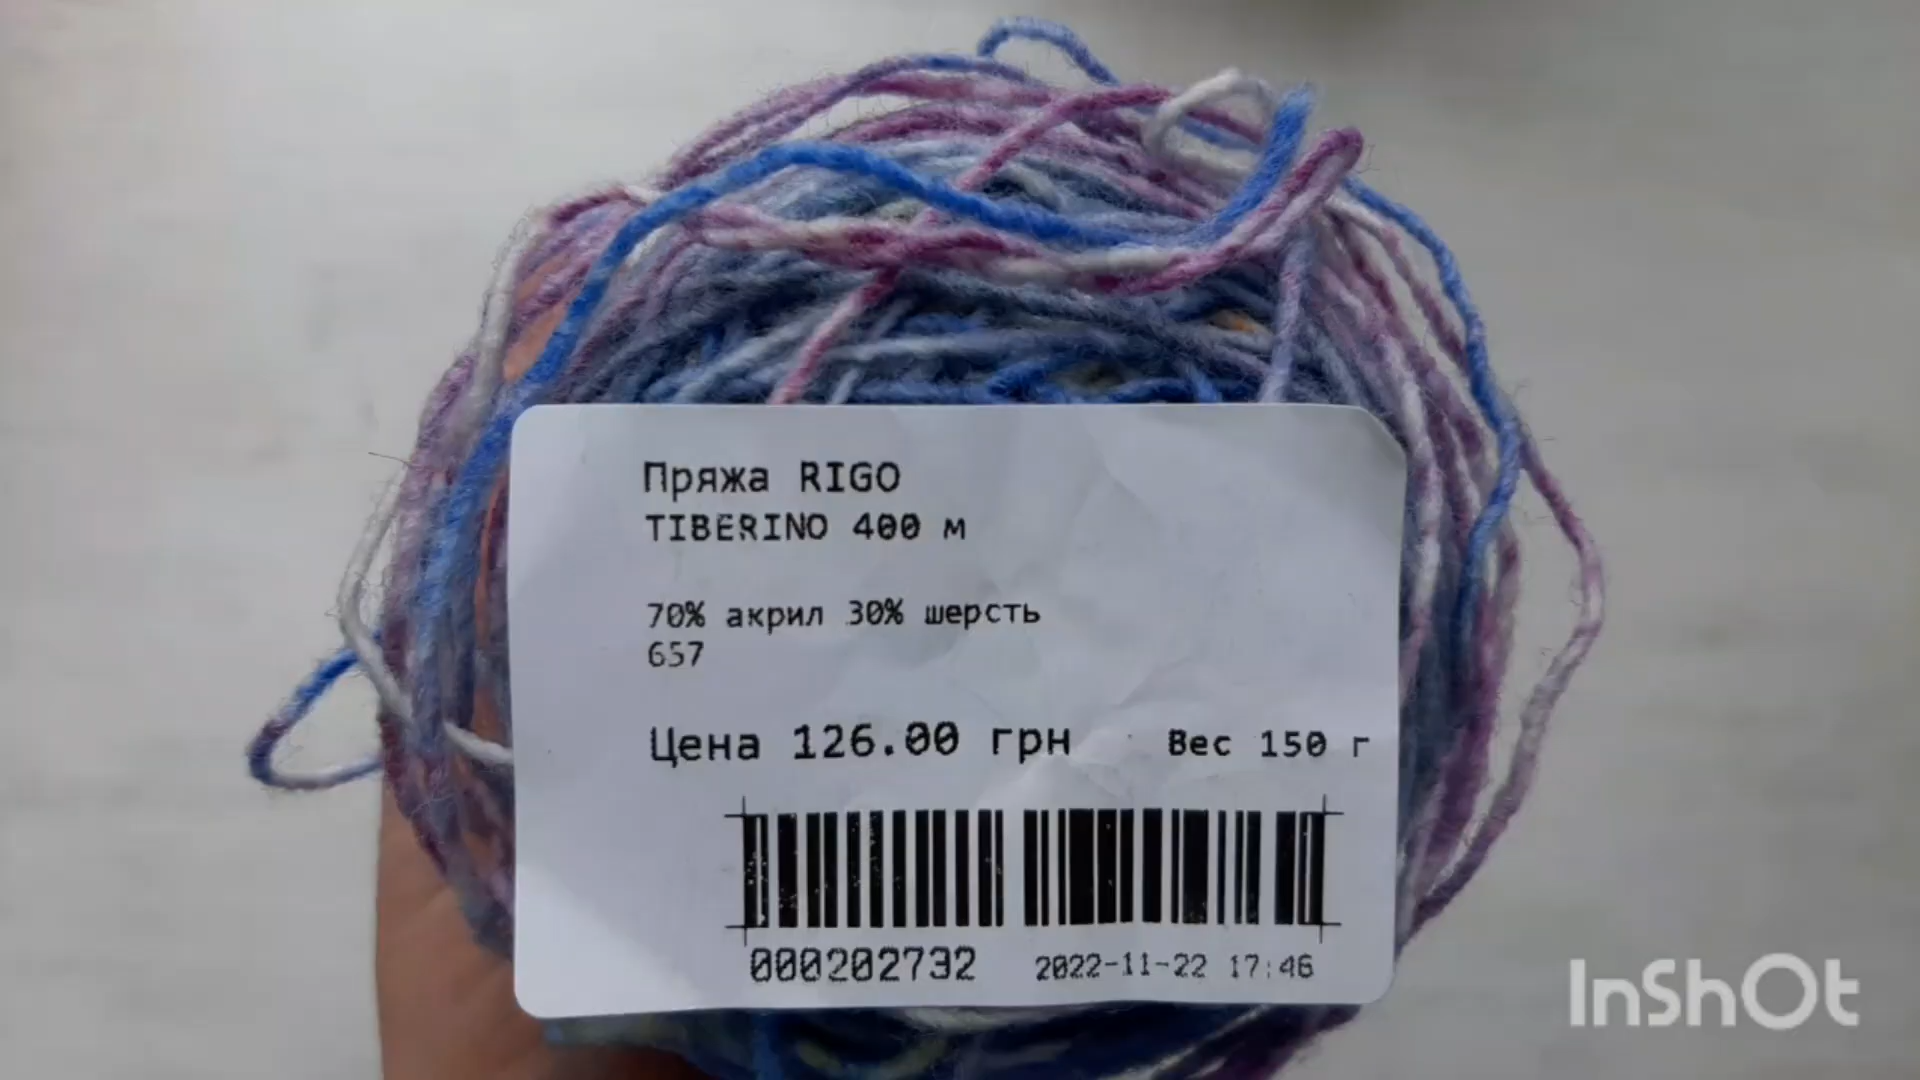 Пряжа RIGO
TIBERINO 400 м
70% акрил 30% шерсть
657
Цена 126.00 грн Вес 150 г
000202732 2022-11-22 17:46
InShOt